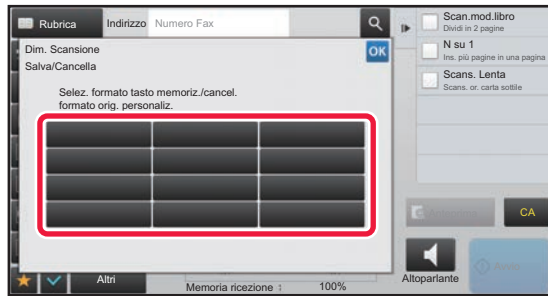 Rubrica
Indirizzo
Numero Fax
Dim. Scansione
OK
Salva/Cancella
Selez. formato tasto memoriz./cancel.
formato orig. personaliz.
Altri
Memoria ricezione :
100%
Scan.mod.libro
Dividi in 2 pagine
N su 1
Ins. più pagine in una pagina
Scans. Lenta
Scans. or. carta sottile
CA
Altoparlante